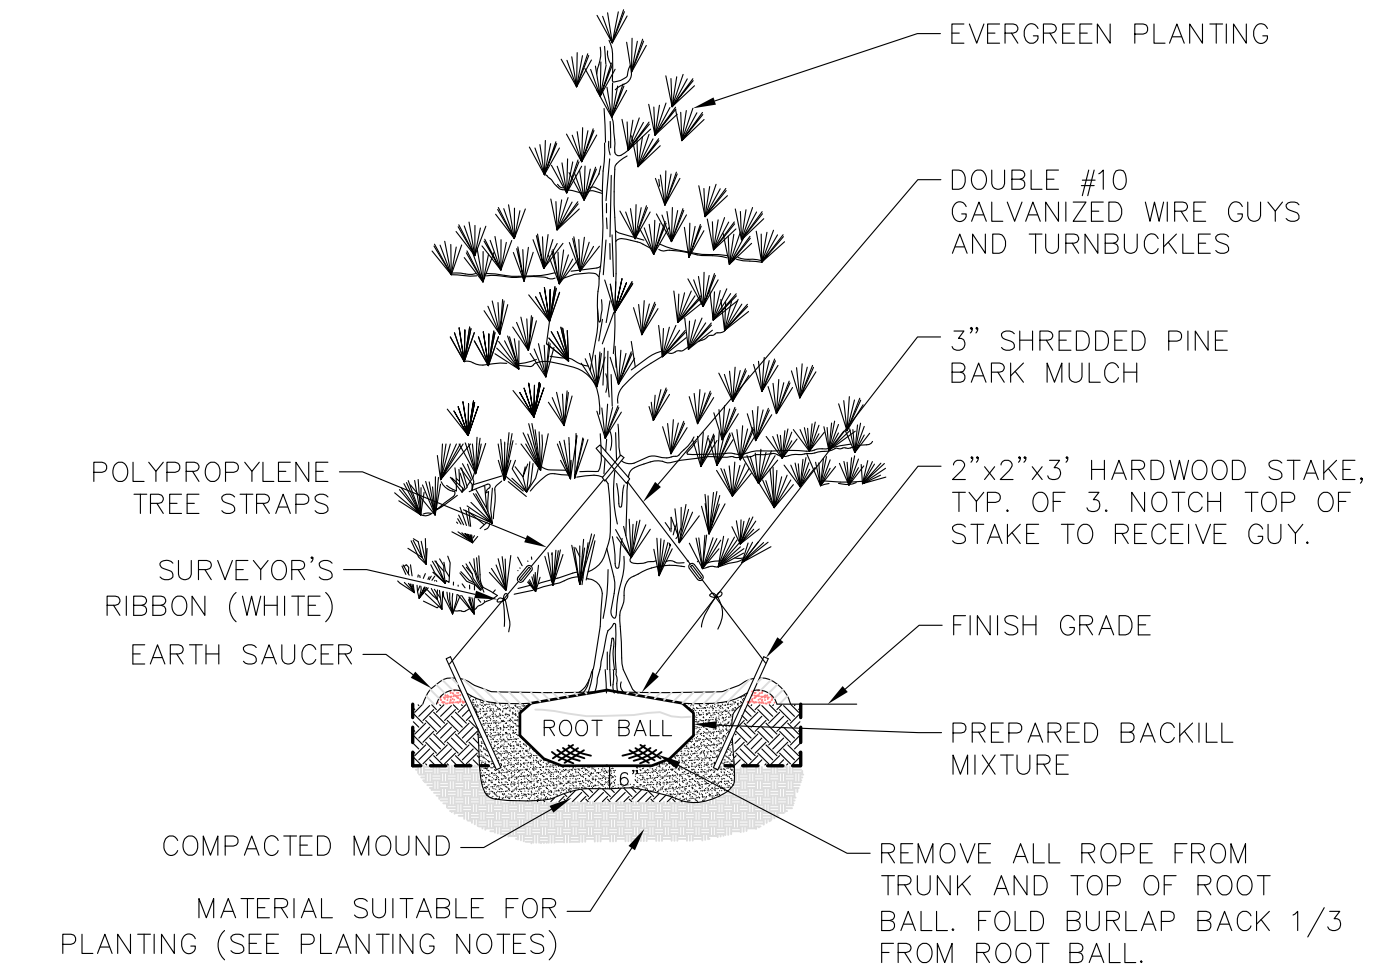 EVERGREEN PLANTING
DOUBLE #10
GALVANIZED WIRE GUYS
AND TURNBUCKLES
3" SHREDDED PINE
BARK MULCH
2"x2"x3' HARDWOOD STAKE,
TYP. OF 3. NOTCH TOP OF
STAKE TO RECEIVE GUY.
FINISH GRADE
PREPARED BACKILL
MIXTURE
REMOVE ALL ROPE FROM
TRUNK AND TOP OF ROOT
BALL. FOLD BURLAP BACK 1/3
FROM ROOT BALL.
POLYPROPYLENE
TREE STRAPS
SURVEYOR'S
RIBBON (WHITE)
EARTH SAUCER
ROOT BALL
6"
COMPACTED MOUND
MATERIAL SUITABLE FOR
PLANTING (SEE PLANTING NOTES)